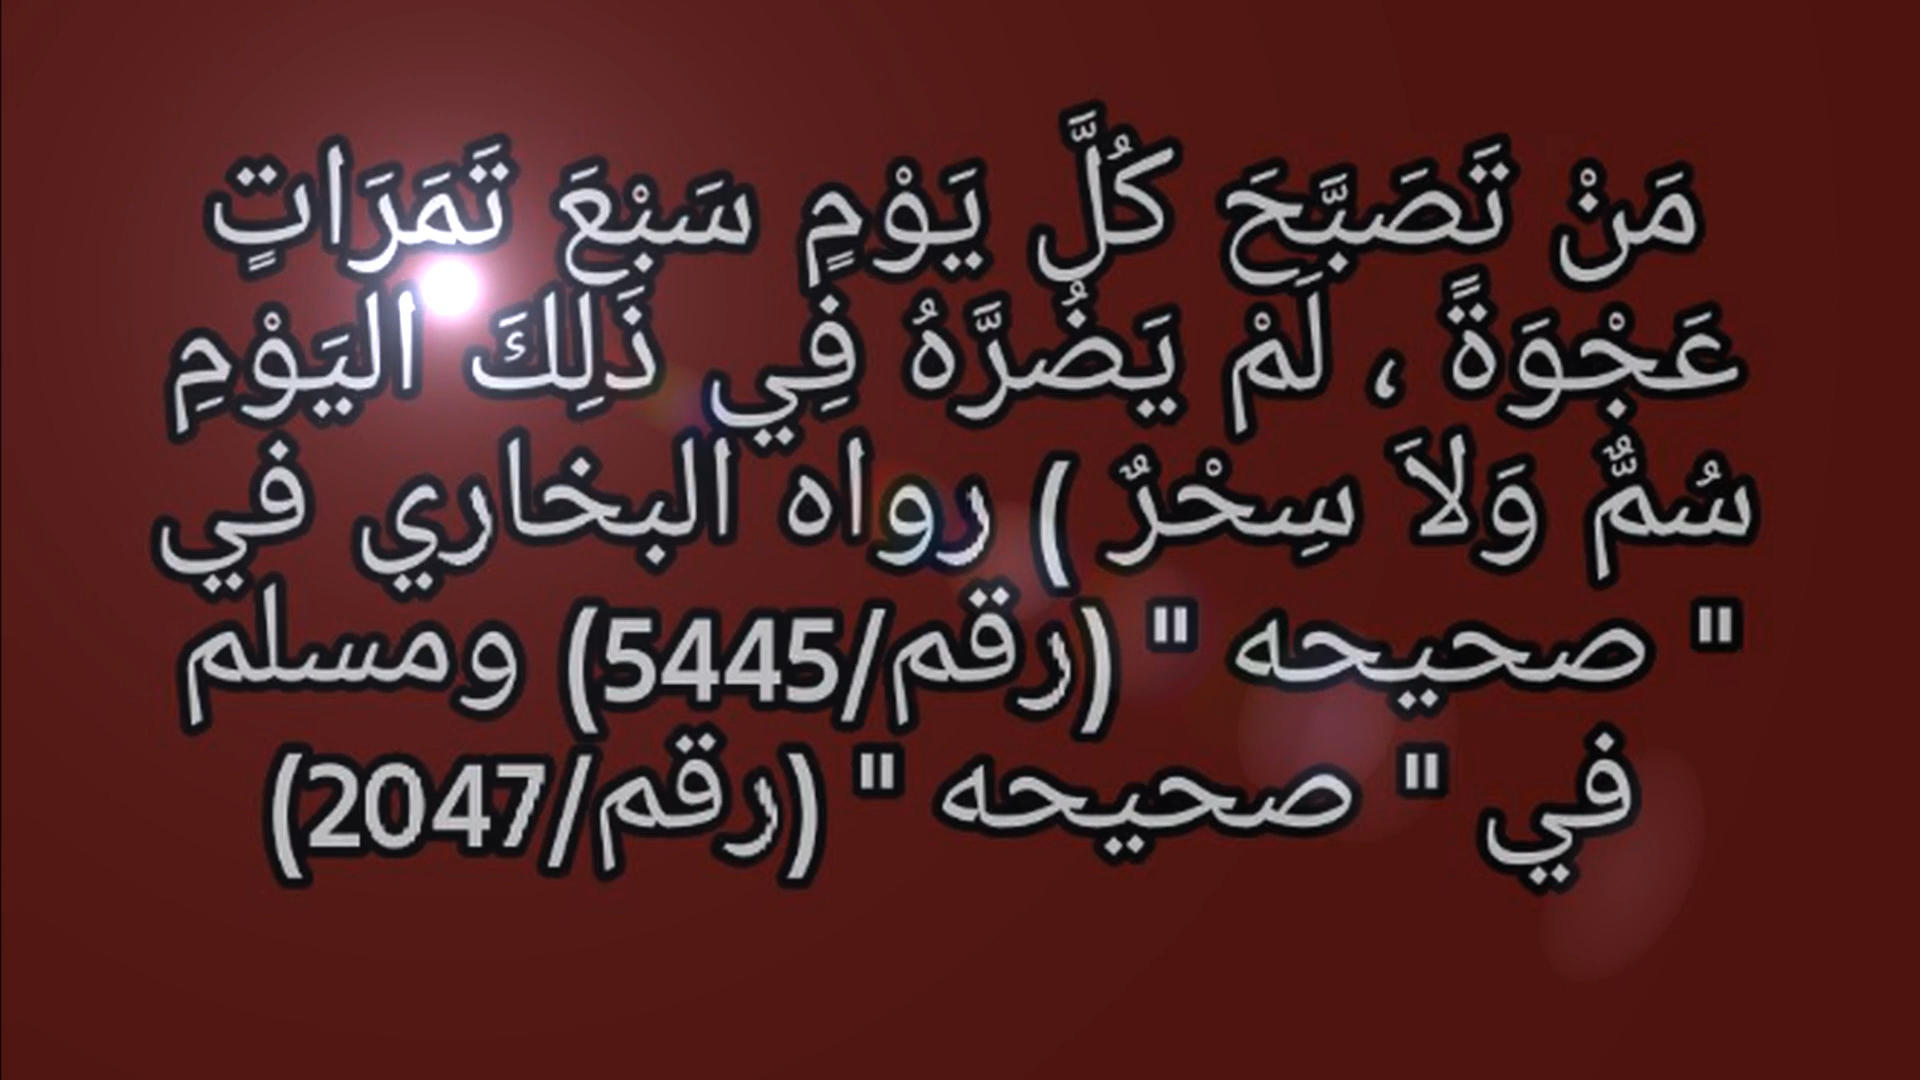 مَنْ تَصَبَّحَ كُلَّ يَوْمٍ سَبْعَ تَمَرَاتٍ
عَجْوَةً ، لَمْ يَضُرَّهُ فِي ذَلِكَ اليَوْمِ
سُمٌّ وَلاَ سِحْرٌ ) رواه البخاري في
" صحيحه " (رقم/5445) ومسلم
في " صحيحه " (رقم/2047)